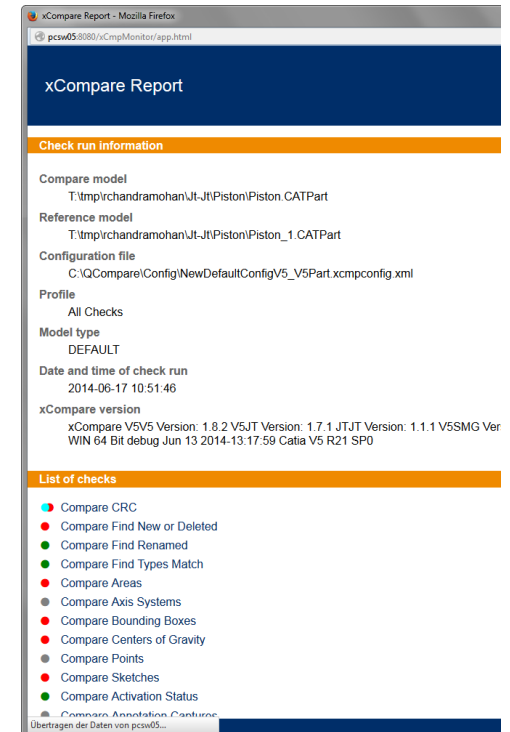 xCompare Report - Mozilla Firefox
pcsw05:8080/xCmpMonitor/app.html
xCompare Report
Check run information
Compare model
T:\tmp\rchandramohan\Jt-Jt\Piston\Piston.CATPart
Reference model
T:\tmp\rchandramohan\Jt-Jt\Piston\Piston_1.CATPart
Configuration file
C:\QCompare\Config\NewDefaultConfigV5_V5Part.xcmpconfig.xml
Profile
All Checks
Model type
DEFAULT
Date and time of check run
2014-06-17 10:51:46
xCompare version
xCompare V5V5 Version: 1.8.2 V5JT Version: 1.7.1 JTJT Version: 1.1.1 V5SMG Ver
WIN 64 Bit debug Jun 13 2014-13:17:59 Catia V5 R21 SP0
List of checks
Compare CRC
Compare Find New or Deleted
Compare Find Renamed
Compare Find Types Match
Compare Areas
Compare Axis Systems
Compare Bounding Boxes
Compare Centers of Gravity
Compare Points
Compare Sketches
Compare Activation Status
Compare Annotation Captures
Übertragen der Daten von pcsw05...